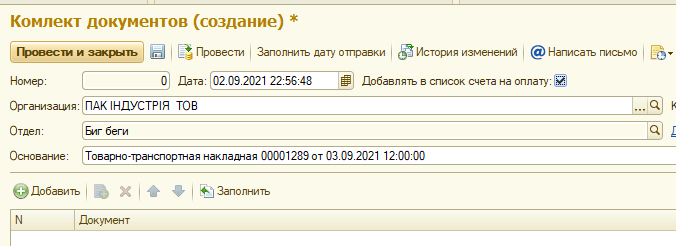 Комлект документов (создание) *
Провести и закрыть Провести Заполнить дату отправки История изменений @ Написать письмо
Номер: 0 Дата: 02.09.2021 22:56:48 Добавлять в список счета на оплату:
Организация: ПАК ІНДУСТРІЯ ТОВ ...
Отдел: Биг беги
Основание: Товарно-транспортная накладная 00001289 от 03.09.2021 12:00:00
Добавить Заполнить
N Документ